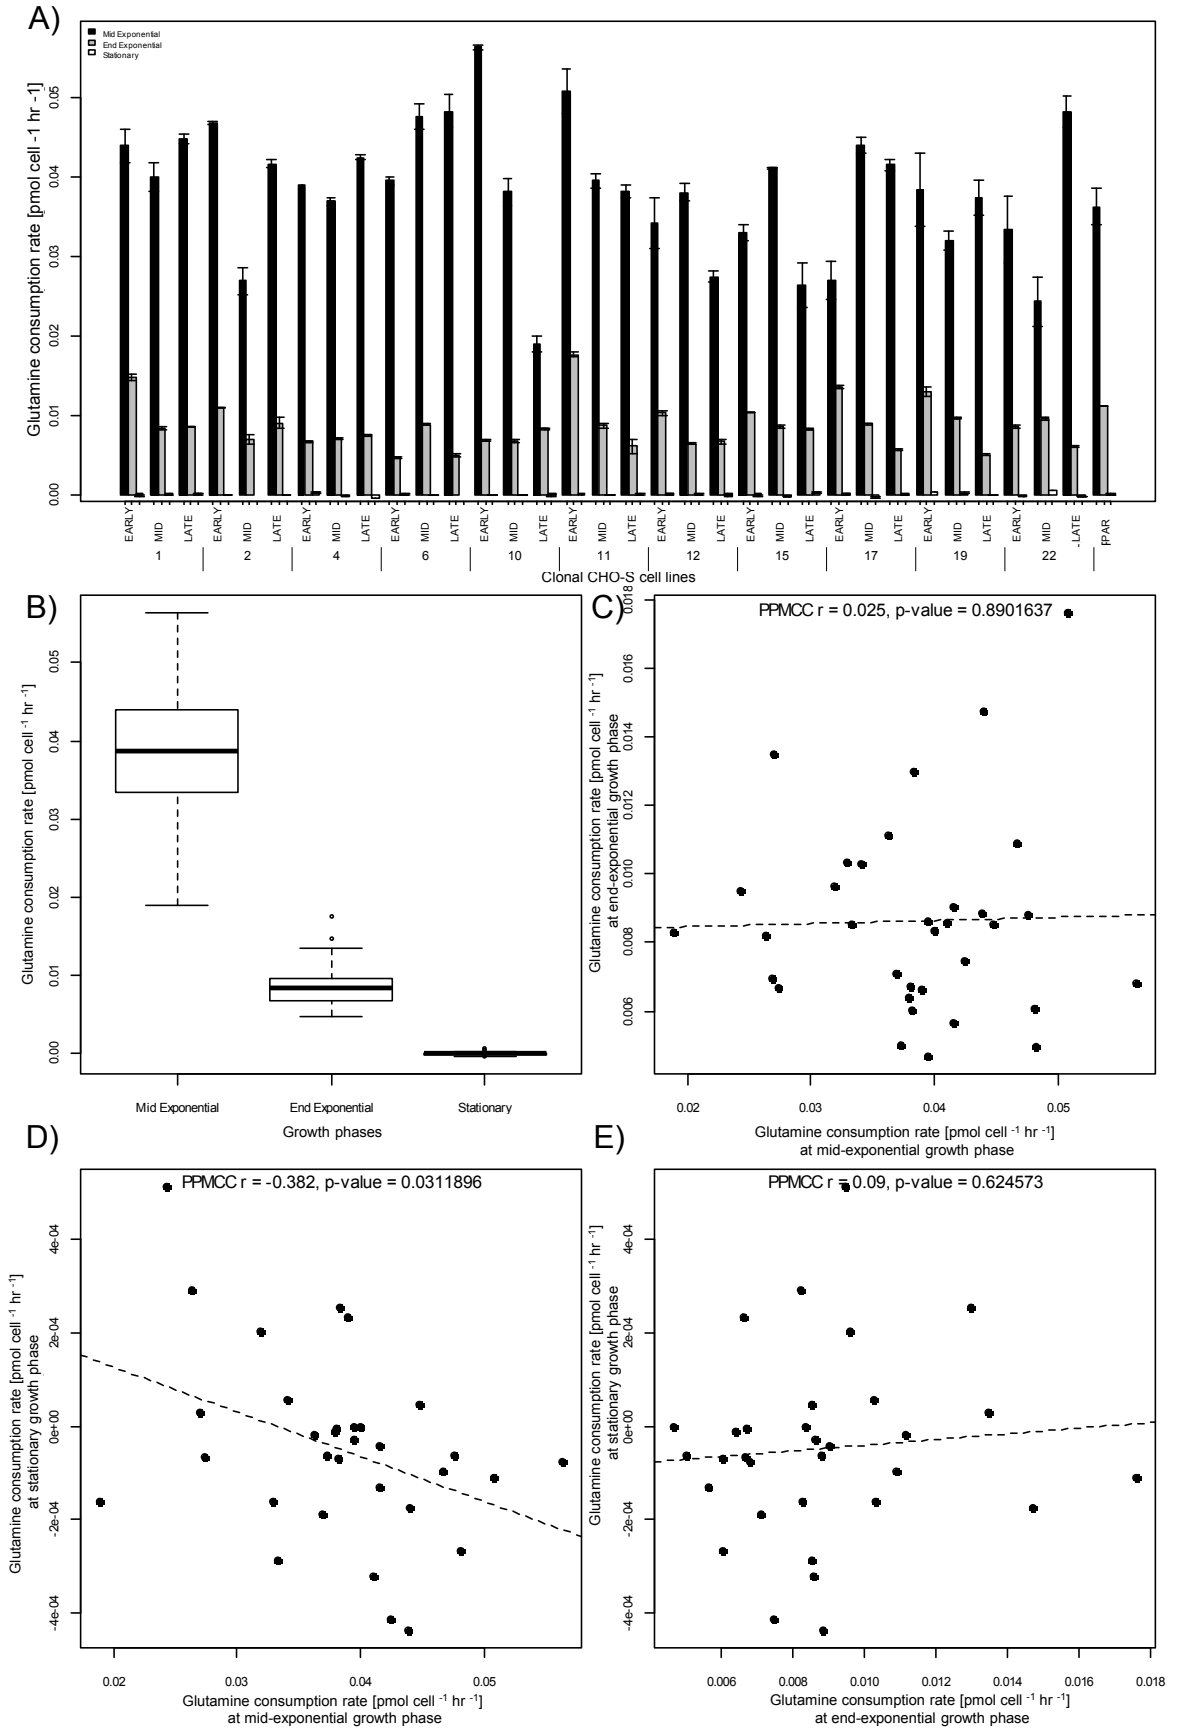 A)
Mid Exponential
End Exponential
Stationary
Glutamine consumption rate [pmol cell -1 hr -1]
0.05
0.04
0.03
0.02
0.01
0.00
EARLY MID LATE EARLY MID LATE EARLY MID LATE EARLY MID LATE EARLY MID LATE EARLY MID LATE EARLY MID LATE EARLY MID LATE EARLY MID LATE EARLY MID LATE EARLY MID LATE PAR
1 2 4 6 10 11 12 15 17 19 22
Clonal CHO-S cell lines
B)
Glutamine consumption rate [pmol cell -1 hr -1]
0.05
0.04
0.03
0.02
0.01
0.00
Mid Exponential End Exponential Stationary
Growth phases
C)
PPMCC r = 0.025, p-value = 0.8901637
Glutamine consumption rate [pmol cell -1 hr -1]
at end-exponential growth phase
0.018
0.016
0.014
0.012
0.010
0.008
0.006
0.02 0.03 0.04 0.05
Glutamine consumption rate [pmol cell -1 hr -1]
at mid-exponential growth phase
D)
PPMCC r = -0.382, p-value = 0.0311896
Glutamine consumption rate [pmol cell -1 hr -1]
at stationary growth phase
4e-04
2e-04
0e+00
-2e-04
-4e-04
0.02 0.03 0.04 0.05
Glutamine consumption rate [pmol cell -1 hr -1]
at mid-exponential growth phase
E)
PPMCC r = 0.09, p-value = 0.624573
Glutamine consumption rate [pmol cell -1 hr -1]
at stationary growth phase
4e-04
2e-04
0e+00
-2e-04
-4e-04
0.006 0.008 0.010 0.012 0.014 0.016 0.018
Glutamine consumption rate [pmol cell -1 hr -1]
at end-exponential growth phase